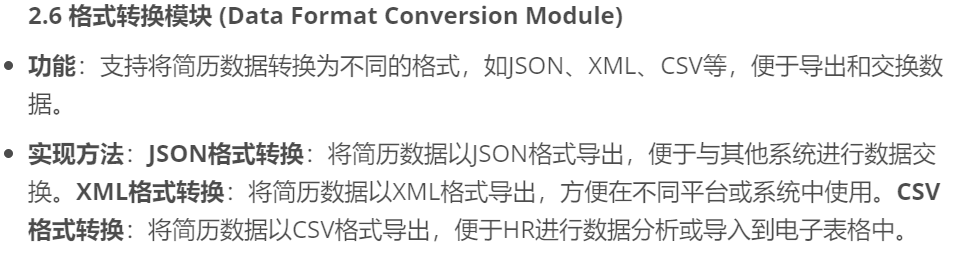 2.6 格式转换模块 (Data Format Conversion Module)
• 功能：支持将简历数据转换为不同的格式，如JSON、XML、CSV等，便于导出和交换数
据。
• 实现方法：JSON格式转换：将简历数据以JSON格式导出，便于与其他系统进行数据交
换。XML格式转换：将简历数据以XML格式导出，方便在不同平台或系统中使用。CSV
格式转换：将简历数据以CSV格式导出，便于HR进行数据分析或导入到电子表格中。